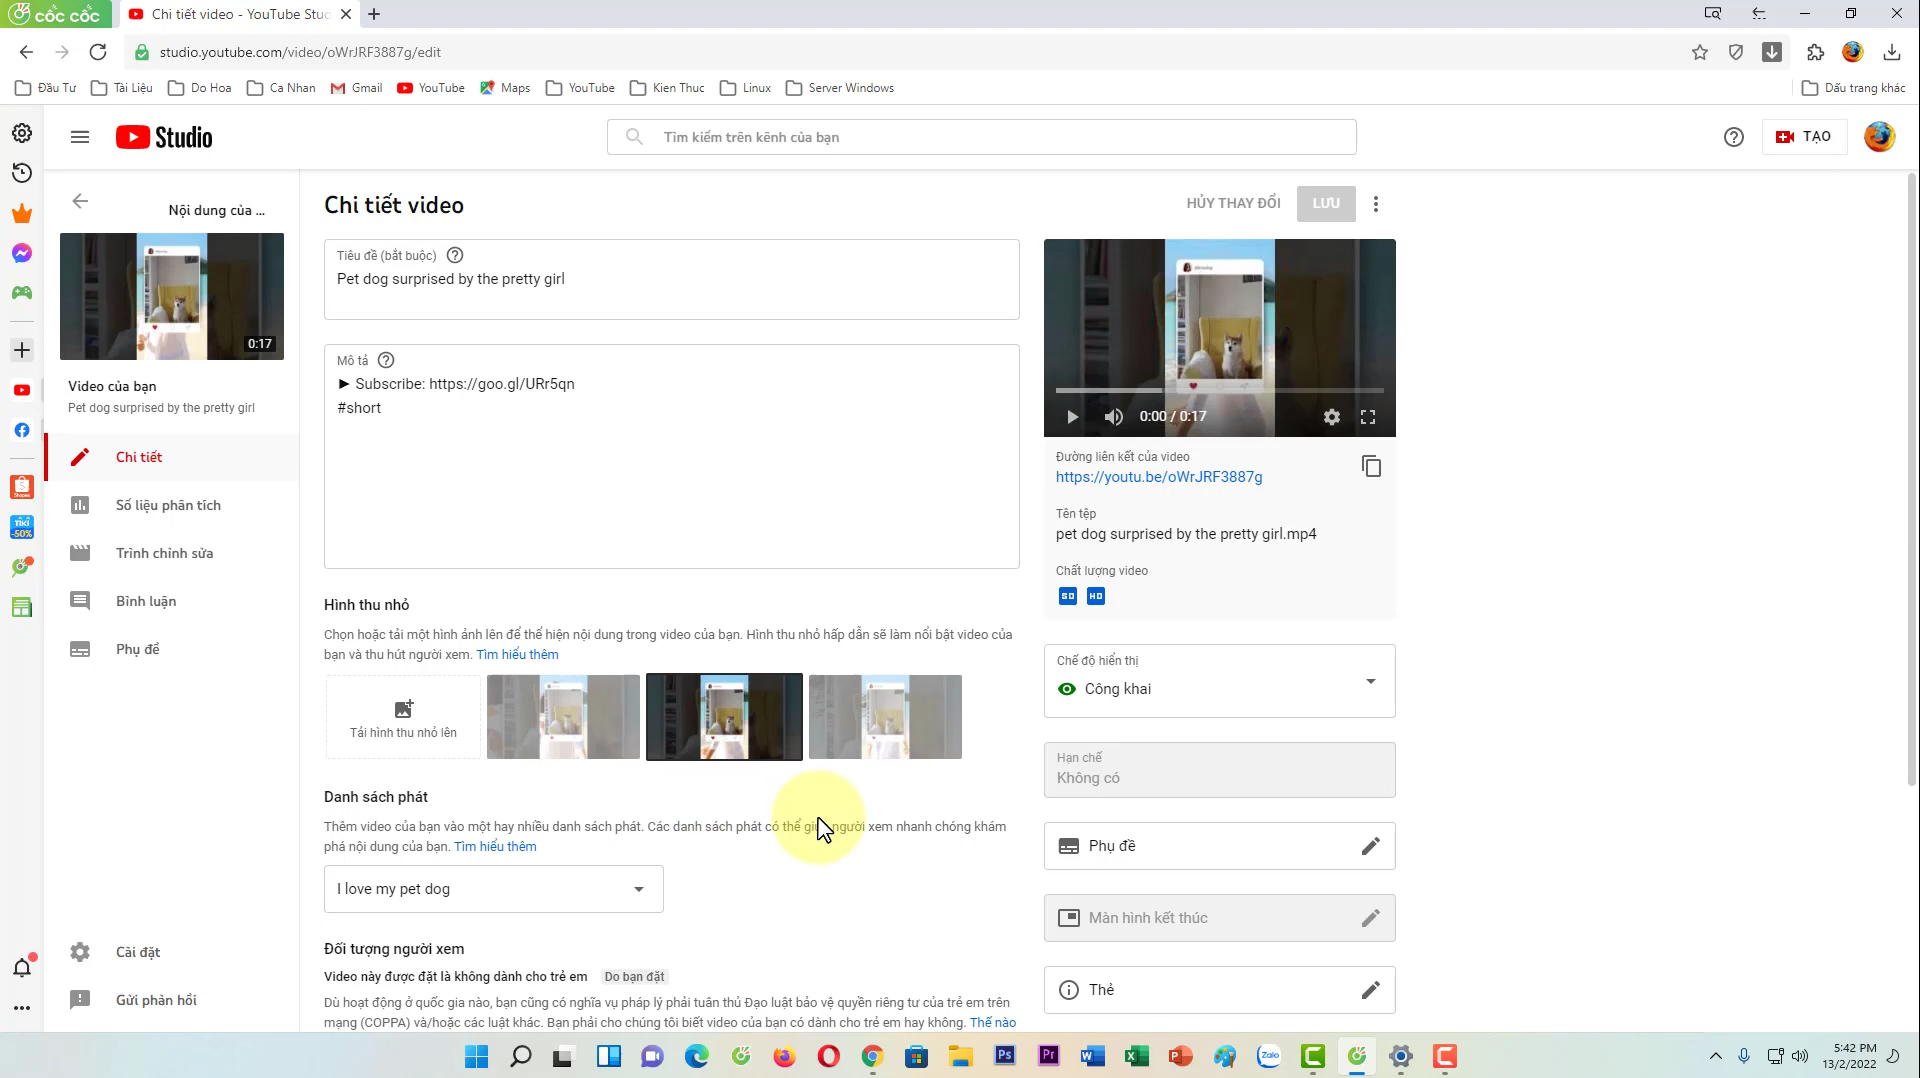 cốc cốc
Chi tiết video - YouTube Stu
studio.youtube.com/video/oWrJRF3887g/edit
Đầu Tư
Tài Liệu
Do Hoa
Ca Nhan
Gmail
YouTube
Maps
YouTube
Kien Thuc
Linux
Server Windows
Dấu trang khác
Studio
Tìm kiếm trên kênh của bạn
TẠO
Nội dung của ...
Chi tiết video
HỦY THAY ĐỔI
LƯU
0:17
Video của bạn
Pet dog surprised by the pretty girl
Chi tiết
Số liệu phân tích
Trình chỉnh sửa
Bình luận
Phụ đề
Cài đặt
Gửi phản hồi
Tiêu đề (bắt buộc)
Pet dog surprised by the pretty girl
Mô tả
► Subscribe: https://goo.gl/URr5qn
#short
Hình thu nhỏ
Chọn hoặc tải một hình ảnh lên để thể hiện nội dung trong video của bạn. Hình thu nhỏ hấp dẫn sẽ làm nổi bật video của
bạn và thu hút người xem. Tìm hiểu thêm
Tải hình thu nhỏ lên
Danh sách phát
Thêm video của bạn vào một hay nhiều danh sách phát. Các danh sách phát có thể giúp người xem nhanh chóng khám
phá nội dung của bạn. Tìm hiểu thêm
I love my pet dog
Đối tượng người xem
Video này được đặt là không dành cho trẻ em
Do bạn đặt
Dù hoạt động ở quốc gia nào, bạn cũng có nghĩa vụ pháp lý phải tuân thủ Đạo luật bảo vệ quyền riêng tư của trẻ em trên
mạng (COPPA) và/hoặc các luật khác. Bạn phải cho chúng tôi biết video của bạn có dành cho trẻ em hay không. Thế nào
0:00 / 0:17
Đường liên kết của video
https://youtu.be/oWrJRF3887g
Tên tệp
pet dog surprised by the pretty girl.mp4
Chất lượng video
SD
HD
Chế độ hiển thị
Công khai
Hạn chế
Không có
Phụ đề
Màn hình kết thúc
Thẻ
TIKI
-50%
Ps
Pr
Zalo
5:42 PM
13/2/2022